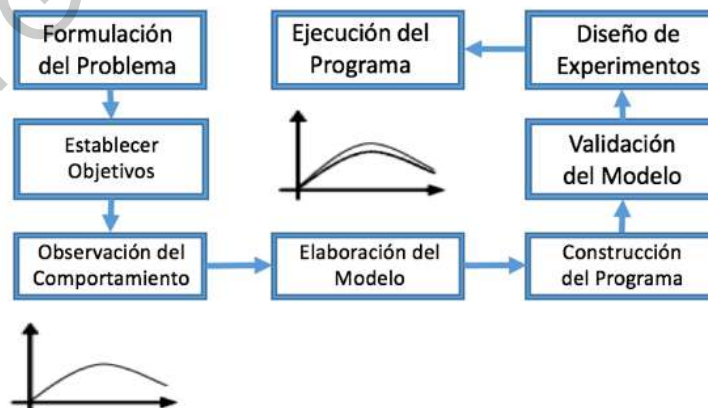 Formulación
del Problema
Ejecución del
Programa
Diseño de
Experimentos
Establecer
Objetivos
Validación
del Modelo
Observación del
Comportamiento
Elaboración del
Modelo
Construcción
del Programa